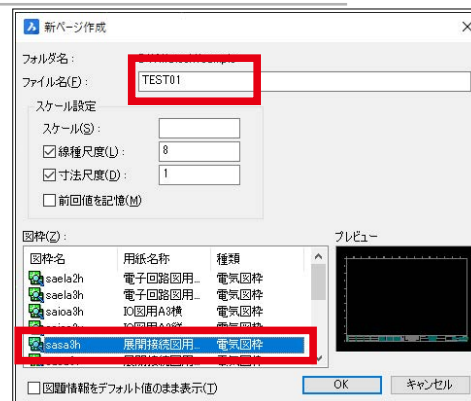 新ページ作成
フォルダ名：
ファイル名(F)：
TEST01
スケール設定
スケール(S)：
線種尺度(L)：
8
寸法尺度(D)：
1
前回値を記憶(M)
図枠(Z)：
プレビュー
図枠名 用紙名称 種類
saela2h 電子回路図用... 電気図枠
saela3h 電子回路図用... 電気図枠
saioa3h IO図用A3横 電気図枠
sasa3h 展開接続図用... 電気図枠
図題情報をデフォルト値のまま表示(T)
OK
キャンセル